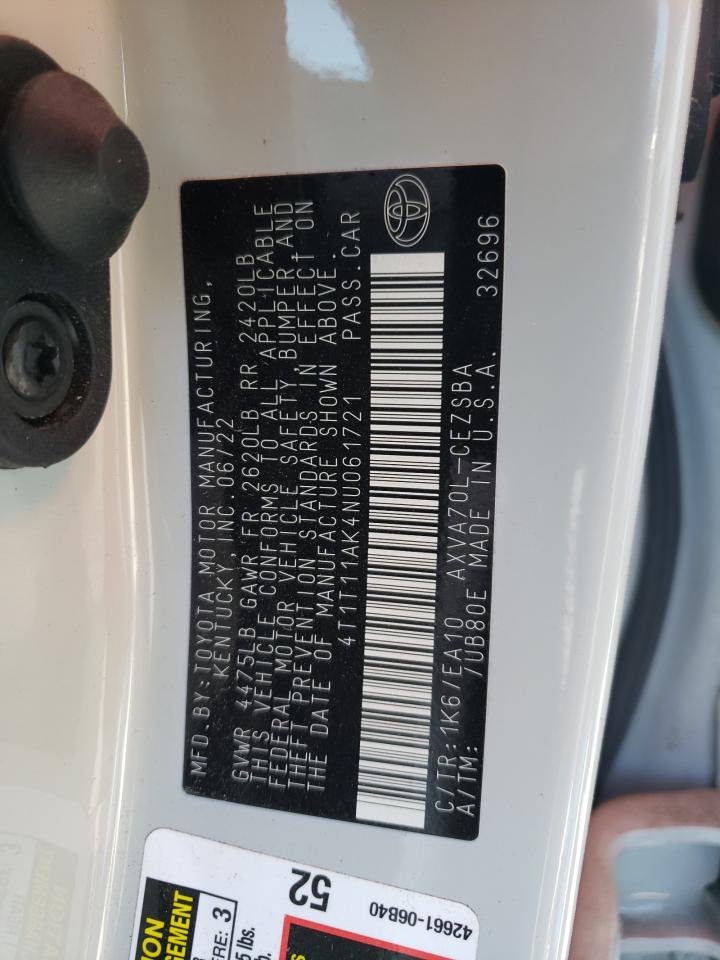 MFD. BY: TOYOTA MOTOR MANUFACTURING,
KENTUCKY, INC. 06/22
GVWR 4475LB GAWR FR 2620LB RR 2420LB
THIS VEHICLE CONFORMS TO ALL APPLICABLE
FEDERAL MOTOR VEHICLE SAFETY, BUMPER, AND
THEFT PREVENTION STANDARDS IN EFFECT ON
THE DATE OF MANUFACTURE SHOWN ABOVE.
4T1T11AK4NU061721 PASS.CAR
C/TR: 1K6/EA10 AXVA70L-CEZSBA
A/TM: /UB80E MADE IN U.S.A. 32696
52
42661-06B40
3